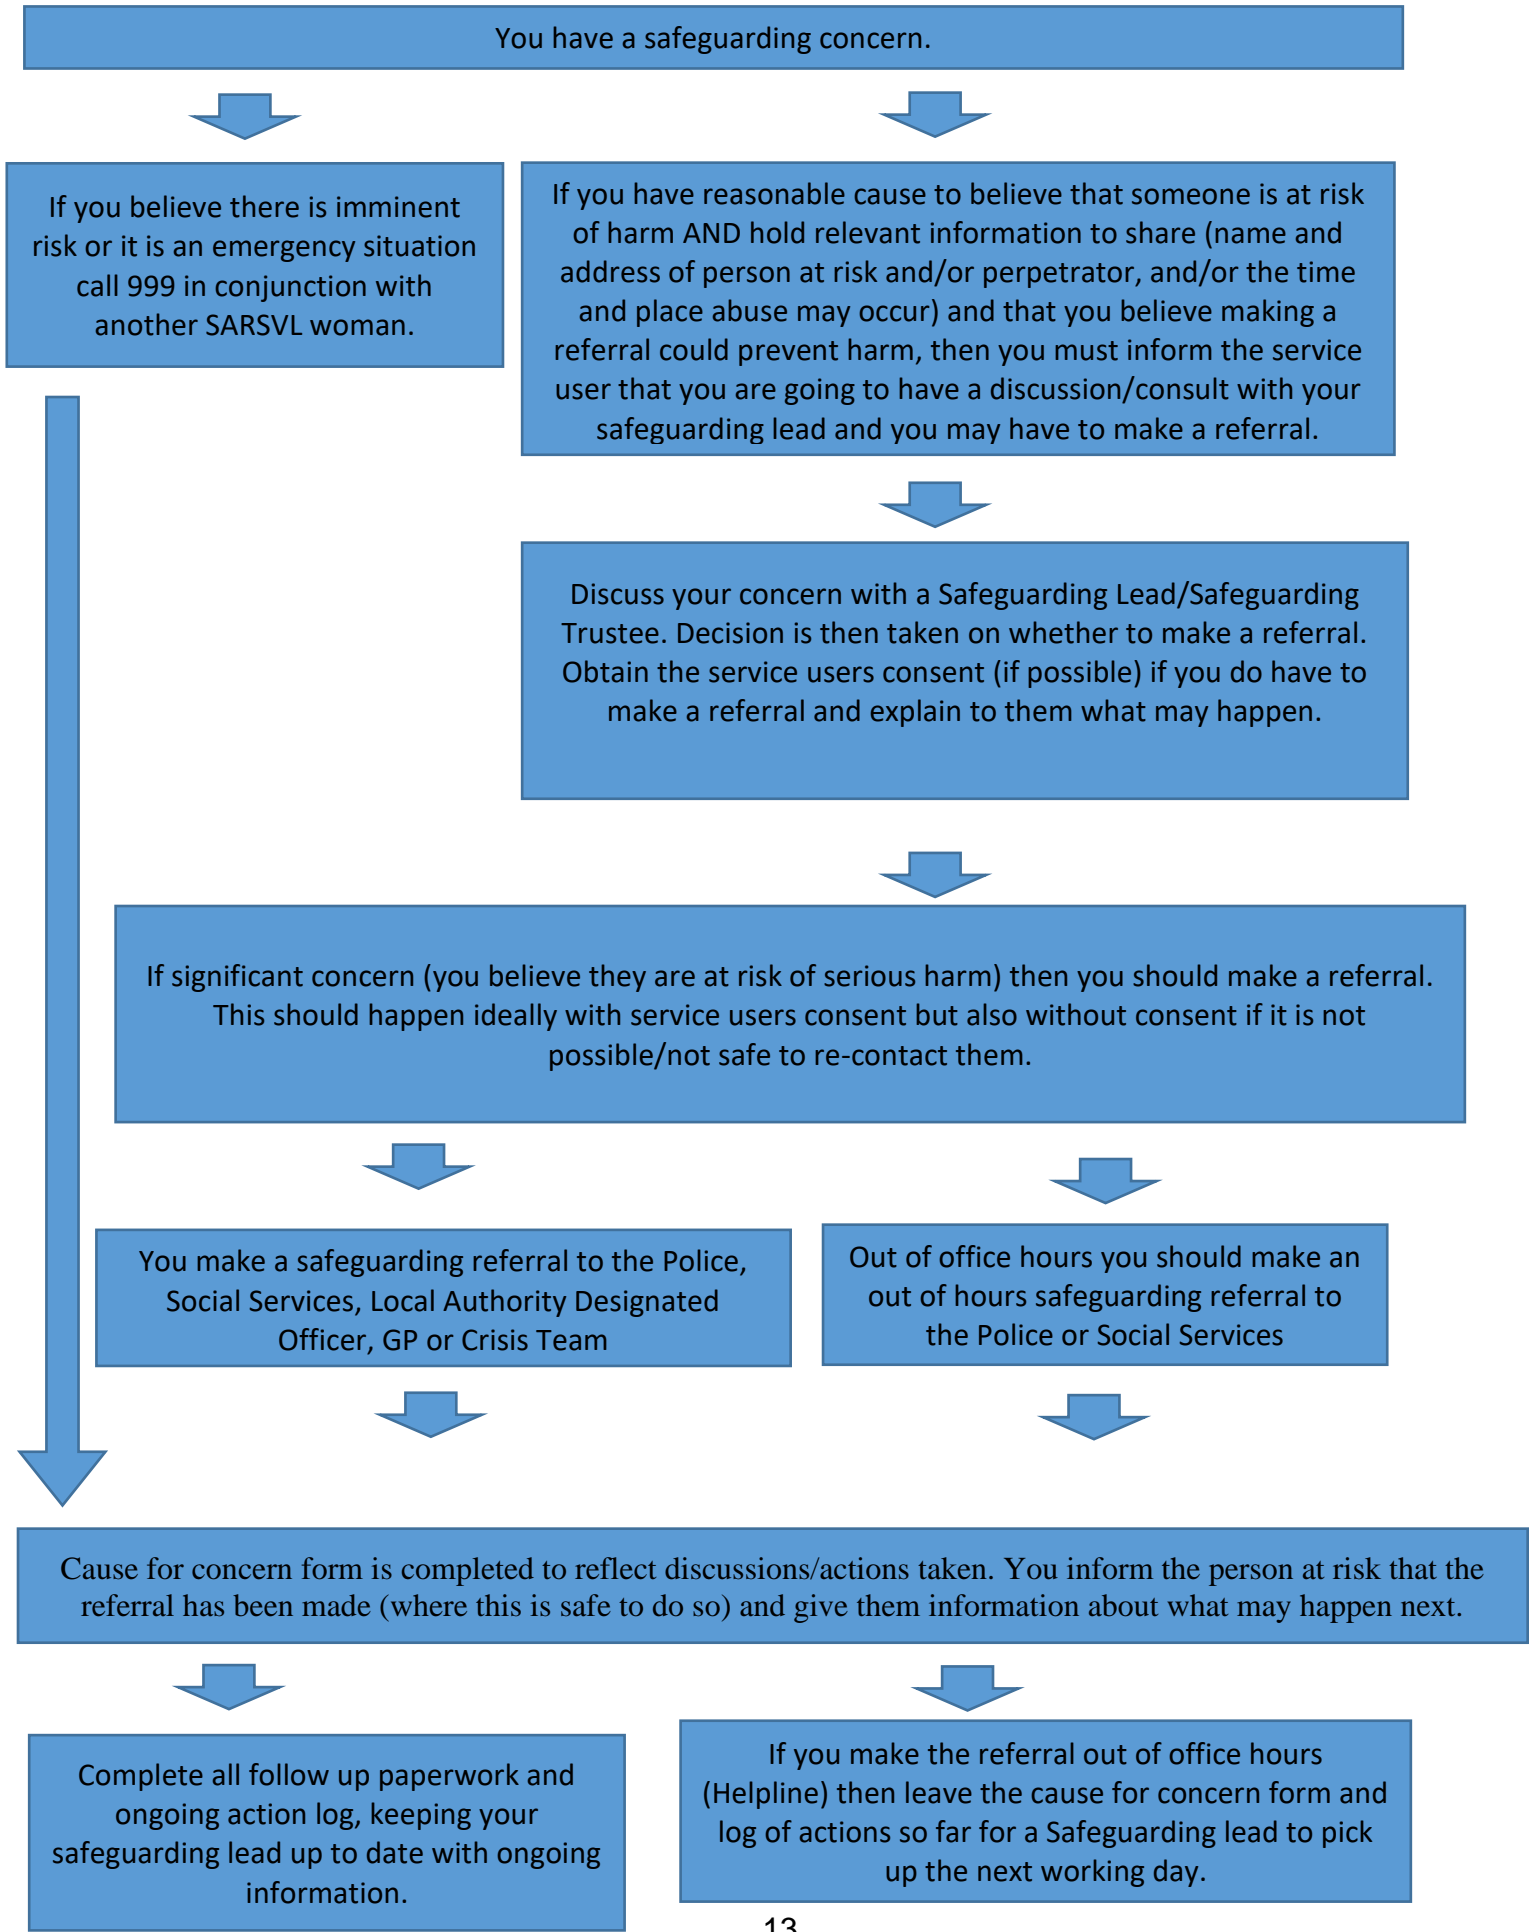 You have a safeguarding concern.
If you believe there is imminent
risk or it is an emergency situation
call 999 in conjunction with
another SARSVL woman.
If you have reasonable cause to believe that someone is at risk
of harm AND hold relevant information to share (name and
address of person at risk and/or perpetrator, and/or the time
and place abuse may occur) and that you believe making a
referral could prevent harm, then you must inform the service
user that you are going to have a discussion/consult with your
safeguarding lead and you may have to make a referral.
Discuss your concern with a Safeguarding Lead/Safeguarding
Trustee. Decision is then taken on whether to make a referral.
Obtain the service users consent (if possible) if you do have to
make a referral and explain to them what may happen.
If significant concern (you believe they are at risk of serious harm) then you should make a referral.
This should happen ideally with service users consent but also without consent if it is not
possible/not safe to re-contact them.
You make a safeguarding referral to the Police,
Social Services, Local Authority Designated
Officer, GP or Crisis Team
Out of office hours you should make an
out of hours safeguarding referral to
the Police or Social Services
Cause for concern form is completed to reflect discussions/actions taken. You inform the person at risk that the
referral has been made (where this is safe to do so) and give them information about what may happen next.
Complete all follow up paperwork and
ongoing action log, keeping your
safeguarding lead up to date with ongoing
information.
If you make the referral out of office hours
(Helpline) then leave the cause for concern form and
log of actions so far for a Safeguarding lead to pick
up the next working day.
13